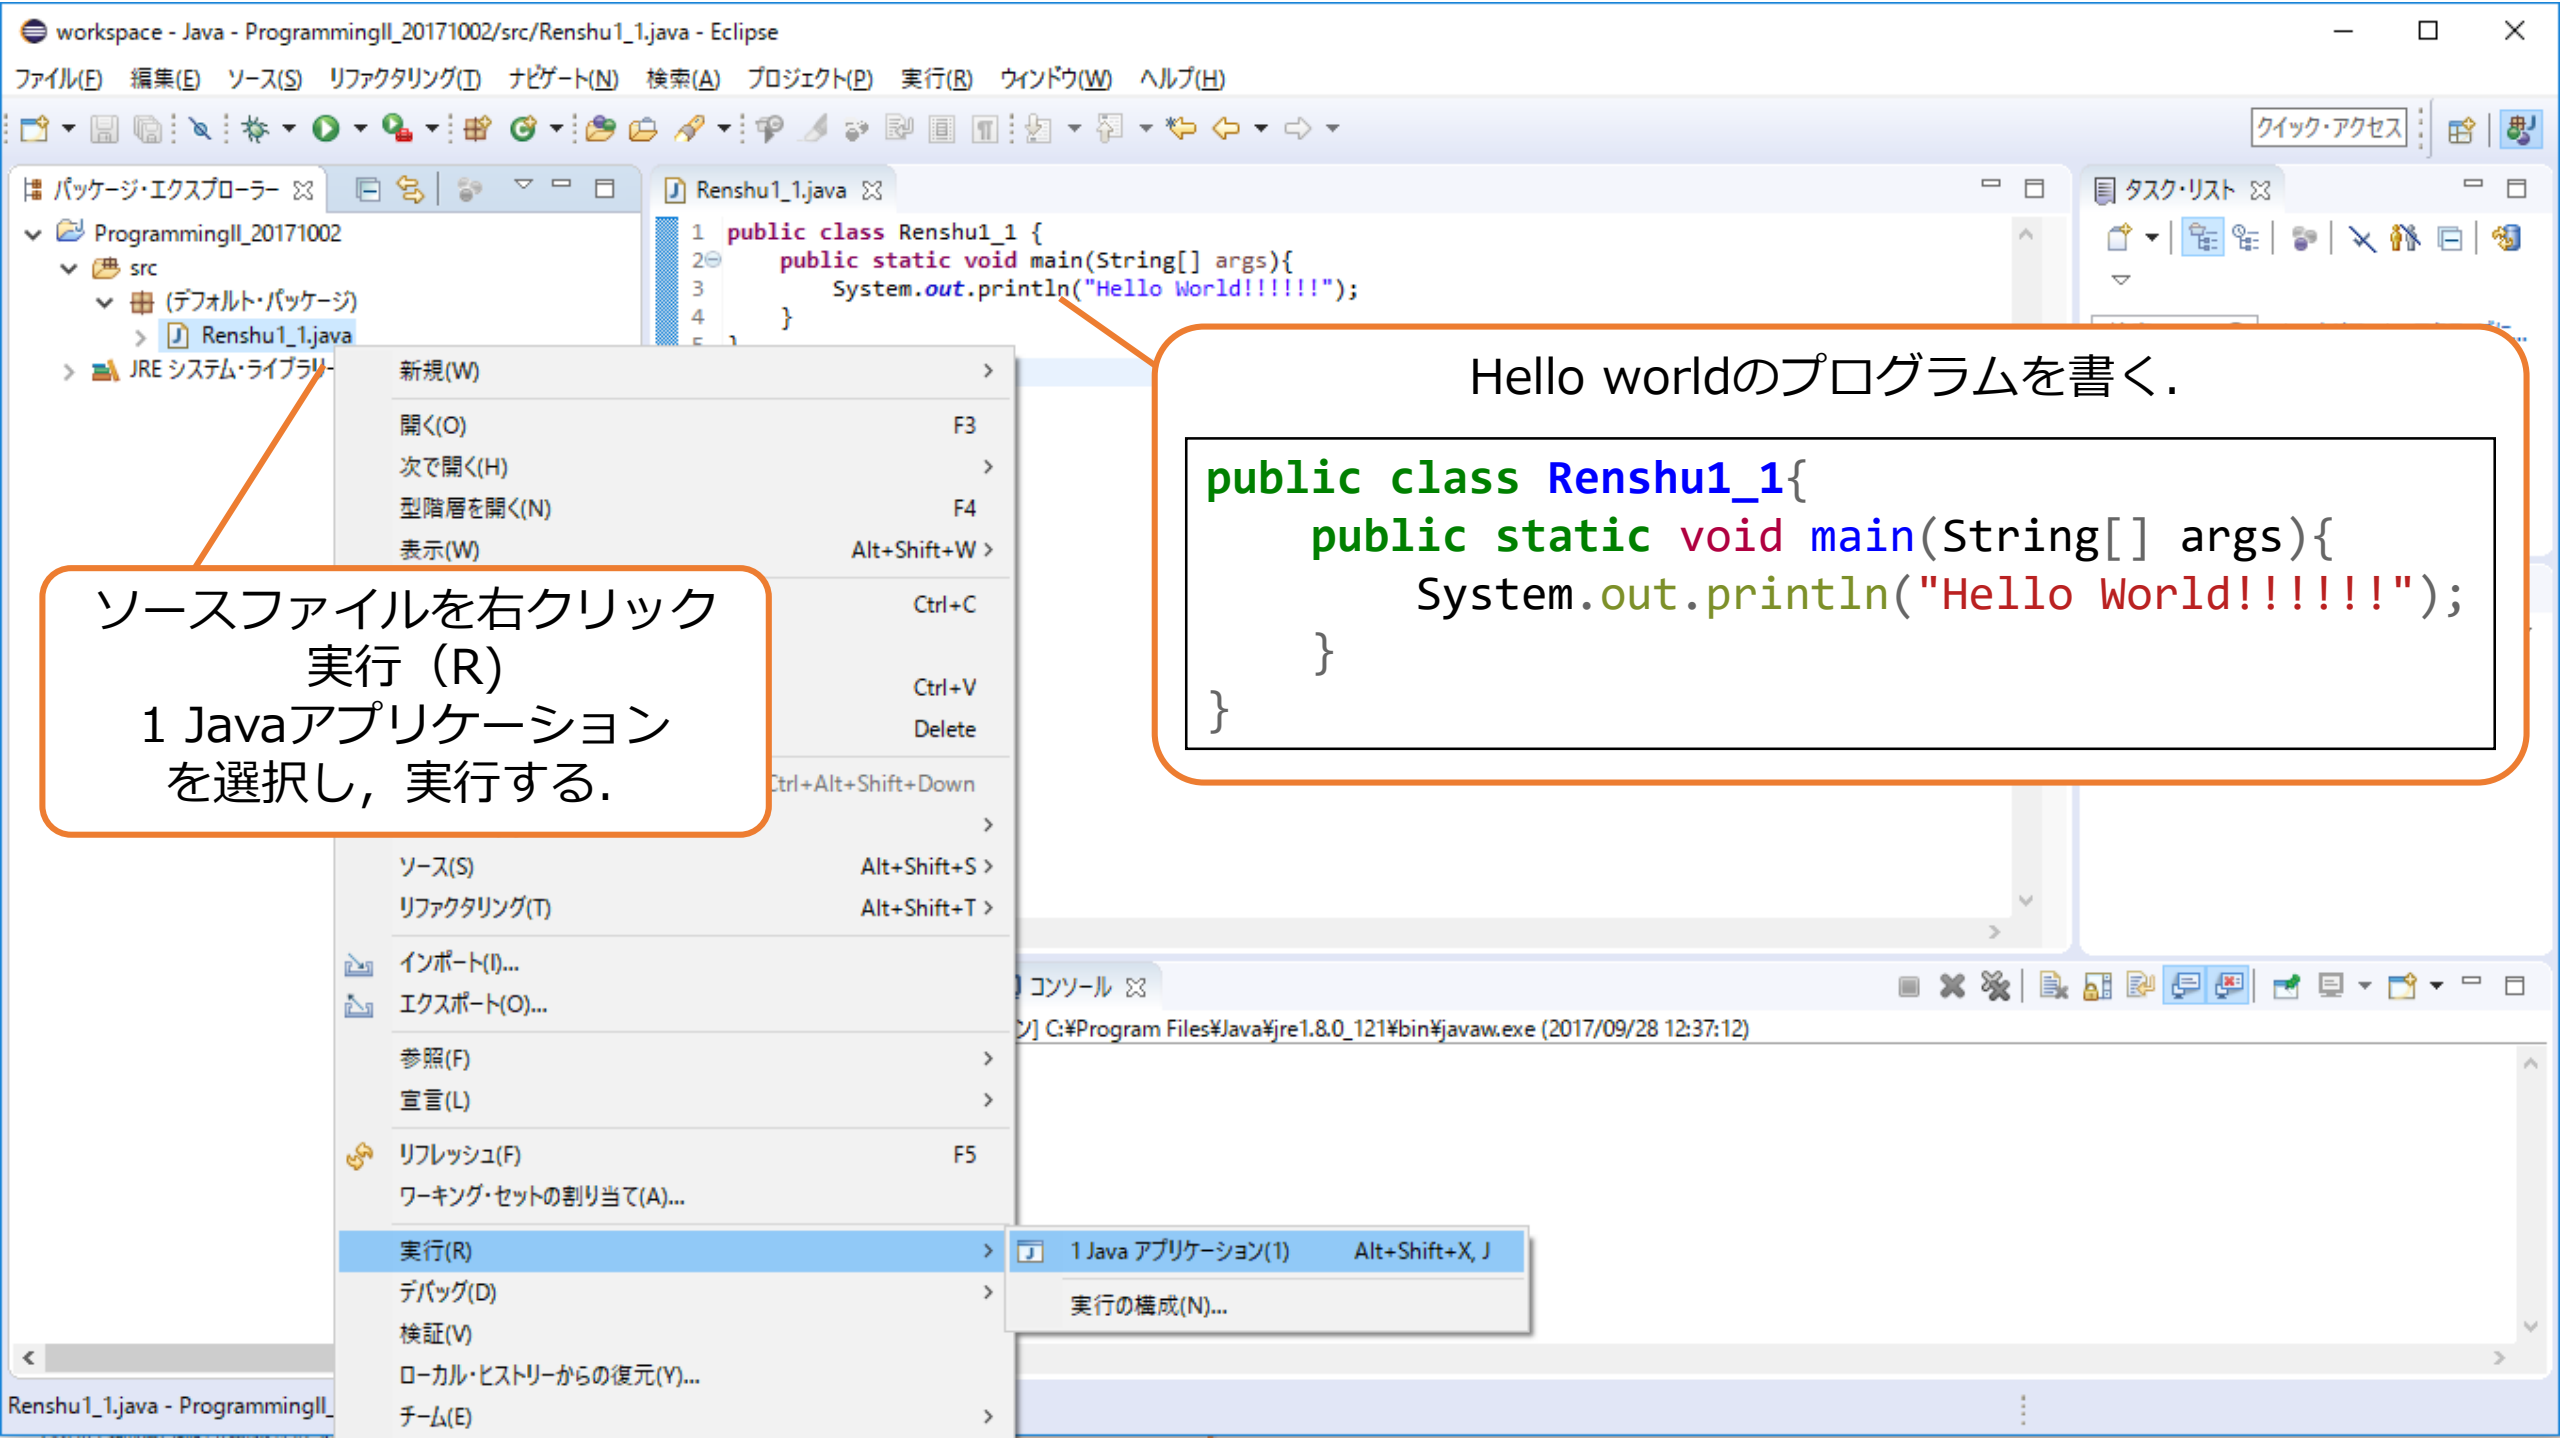 workspace - Java - ProgrammingII_20171002/src/Renshu1_1.java - Eclipse
ファイル(F) 編集(E) ソース(S) リファクタリング(T) ナビゲート(N) 検索(A) プロジェクト(P) 実行(R) ウィンドウ(W) ヘルプ(H)
クイック・アクセス
パッケージ・エクスプローラー
ProgrammingII_20171002
src
(デフォルト・パッケージ)
Renshu1_1.java
JRE システム・ライブラリー
Renshu1_1.java
1 public class Renshu1_1 {
2 public static void main(String[] args){
3 System.out.println("Hello World!!!!!!");
4 }
5 }
タスク・リスト
Hello worldのプログラムを書く.
public class Renshu1_1{
public static void main(String[] args){
System.out.println("Hello World!!!!!!");
}
}
新規(W)
開く(O) F3
次で開く(H)
型階層を開く(N) F4
表示(W) Alt+Shift+W
Ctrl+C
Ctrl+V
Delete
Ctrl+Alt+Shift+Down
ソース(S) Alt+Shift+S
リファクタリング(T) Alt+Shift+T
インポート(I)...
エクスポート(O)...
参照(F)
宣言(L)
リフレッシュ(F) F5
ワーキング・セットの割り当て(A)...
実行(R)
デバッグ(D)
検証(V)
ローカル・ヒストリーからの復元(Y)...
チーム(E)
1 Java アプリケーション(1) Alt+Shift+X, J
実行の構成(N)...
ソースファイルを右クリック
実行（R)
1 Javaアプリケーション
を選択し，実行する.
コンソール
ン] C:¥Program Files¥Java¥jre1.8.0_121¥bin¥javaw.exe (2017/09/28 12:37:12)
Renshu1_1.java - ProgrammingII_